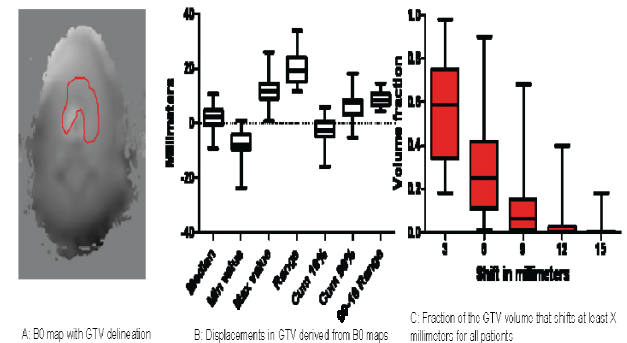 40
20
0
-20
-40
Millimeters
Median
Min value
Max value
Range
Cum 10%
Cum 90%
90-10 Range
1.0
0.8
0.6
0.4
0.2
0.0
Volume fraction
3
6
9
12
15
Shift in millimeters
A: B0 map with GTV delineation
B: Displacements in GTV derived from B0 maps
C: Fraction of the GTV volume that shifts at least X
millimeters for all patients